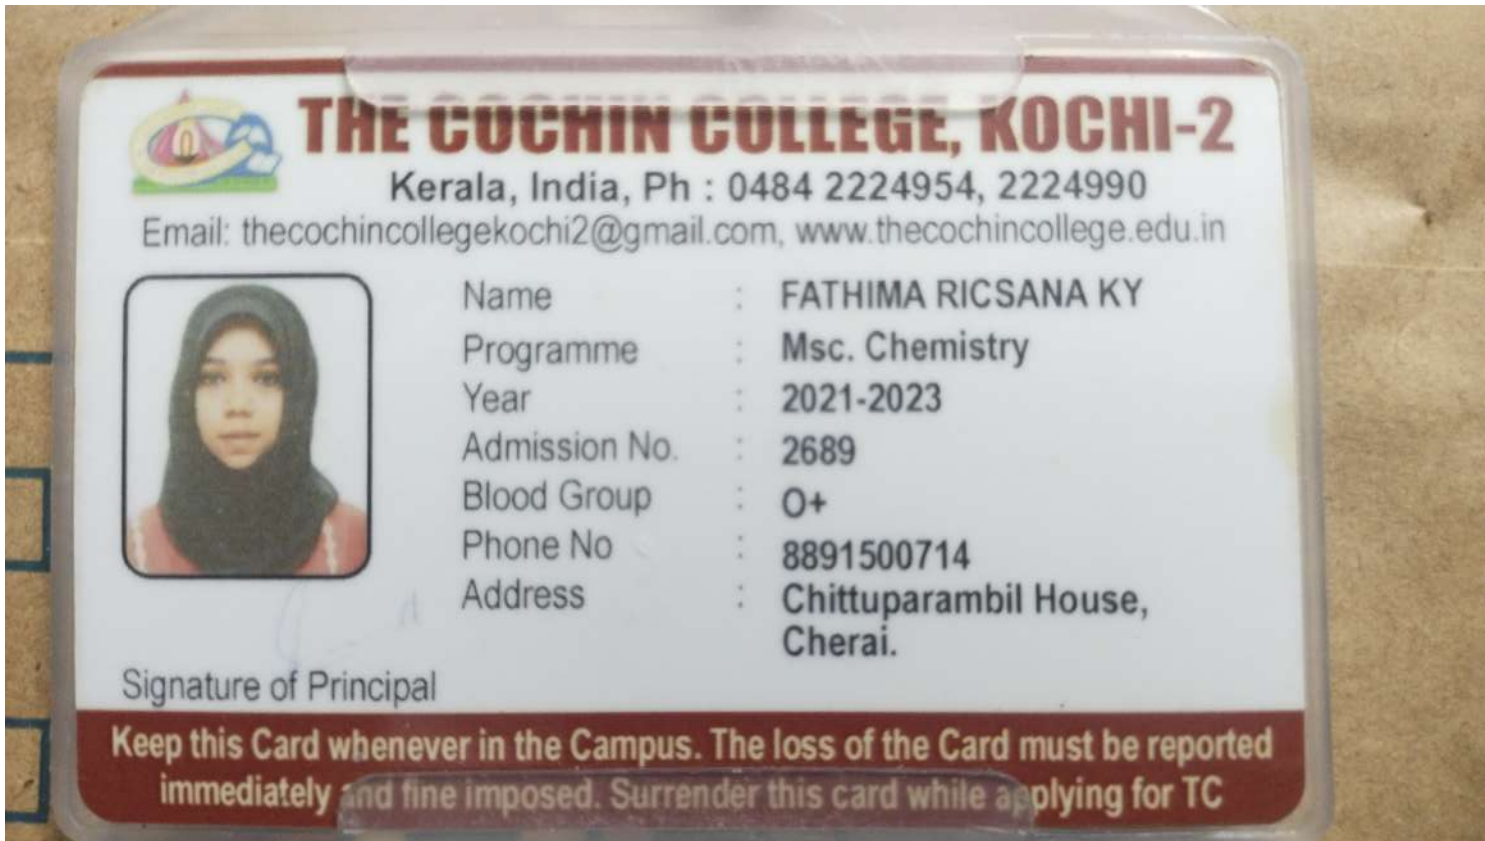 THE COCHIN COLLEGE, KOCHI-2
Kerala, India, Ph : 0484 2224954, 2224990
Email: thecochincollegekochi2@gmail.com, www.thecochincollege.edu.in
Name : FATHIMA RICSANA KY
Programme : Msc. Chemistry
Year : 2021-2023
Admission No. : 2689
Blood Group : O+
Phone No : 8891500714
Address : Chittuparambil House,
Cherai.
Signature of Principal
Keep this Card whenever in the Campus. The loss of the Card must be reported
immediately and fine imposed. Surrender this card while applying for TC